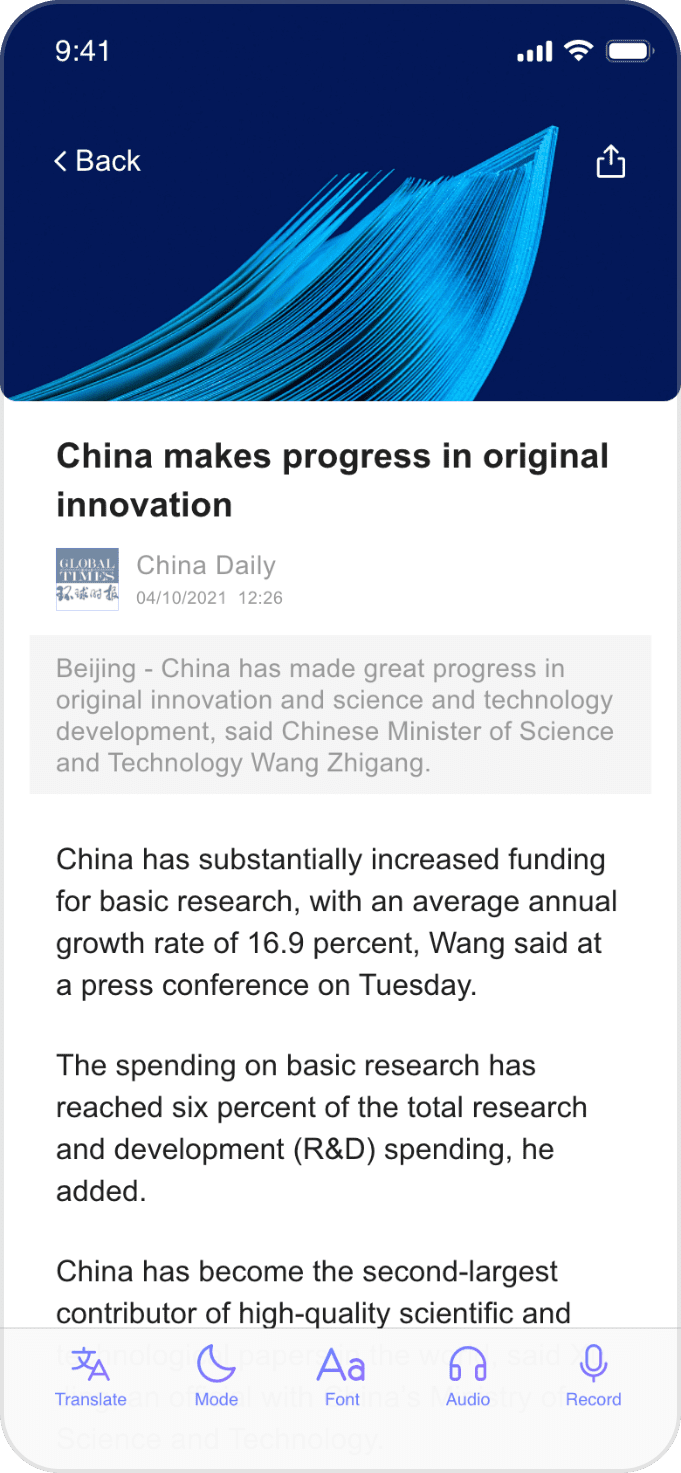 9:41
Back
China makes progress in original
innovation
GLOBAL
TIMES
环球时报
China Daily
04/10/2021 12:26
Beijing - China has made great progress in
original innovation and science and technology
development, said Chinese Minister of Science
and Technology Wang Zhigang.
China has substantially increased funding
for basic research, with an average annual
growth rate of 16.9 percent, Wang said at
a press conference on Tuesday.
The spending on basic research has
reached six percent of the total research
and development (R&D) spending, he
added.
China has become the second-largest
contributor of high-quality scientific and
technological papers in the world, said
an official with China's Ministry of
Science and Technology.
Translate
Mode
Aa
Font
Audio
Record